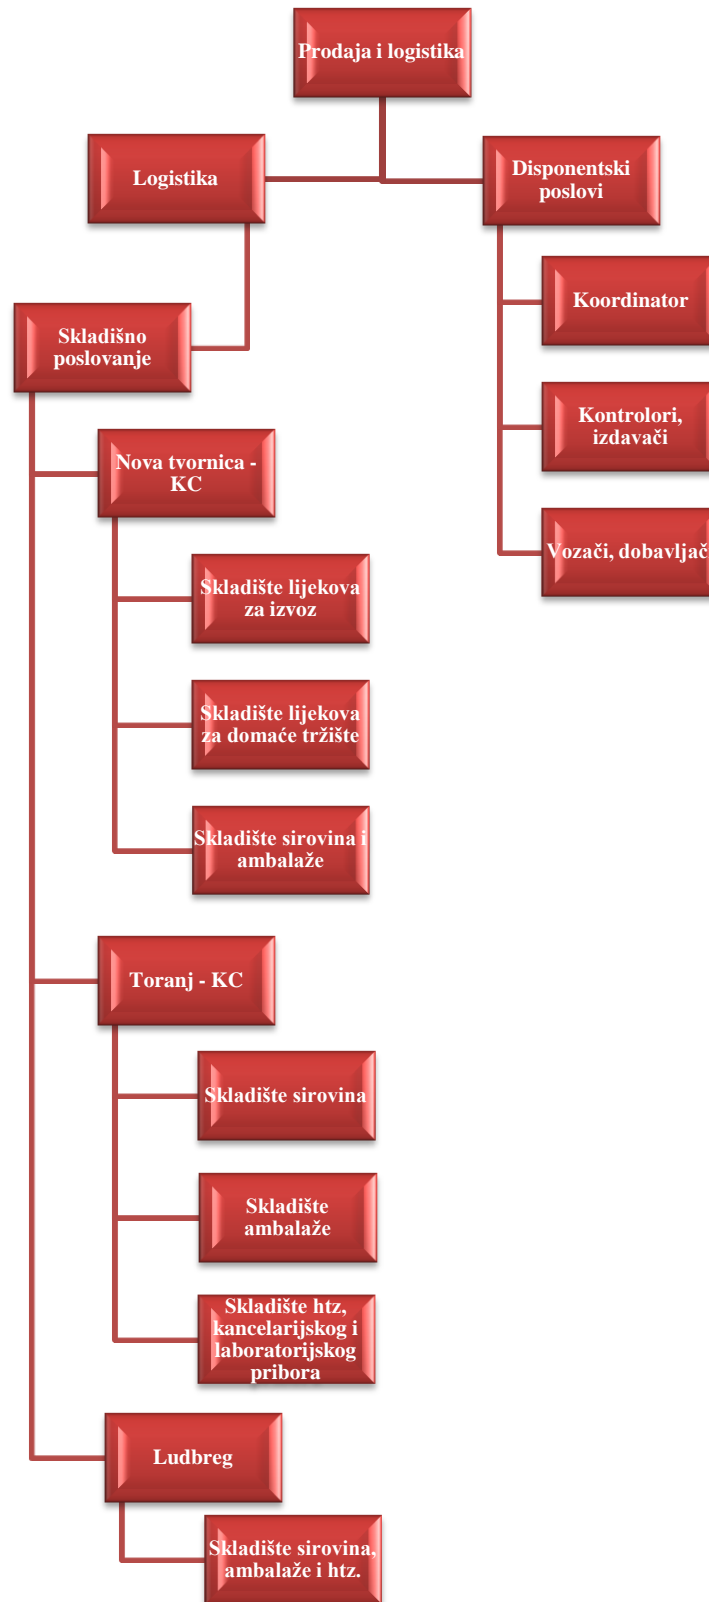 Prodaja i logistika
Logistika
Disponentski
poslovi
Koordinator
Kontrolori,
izdavači
Vozači, dobavljač
Skladišno
poslovanje
Nova tvornica -
KC
Skladište lijekova
za izvoz
Skladište lijekova
za domaće tržište
Skladište sirovina i
ambalaže
Toranj - KC
Skladište sirovina
Skladište
ambalaže
Skladište htz,
kancelarijskog i
laboratorijskog
pribora
Ludbreg
Skladište sirovina,
ambalaže i htz.